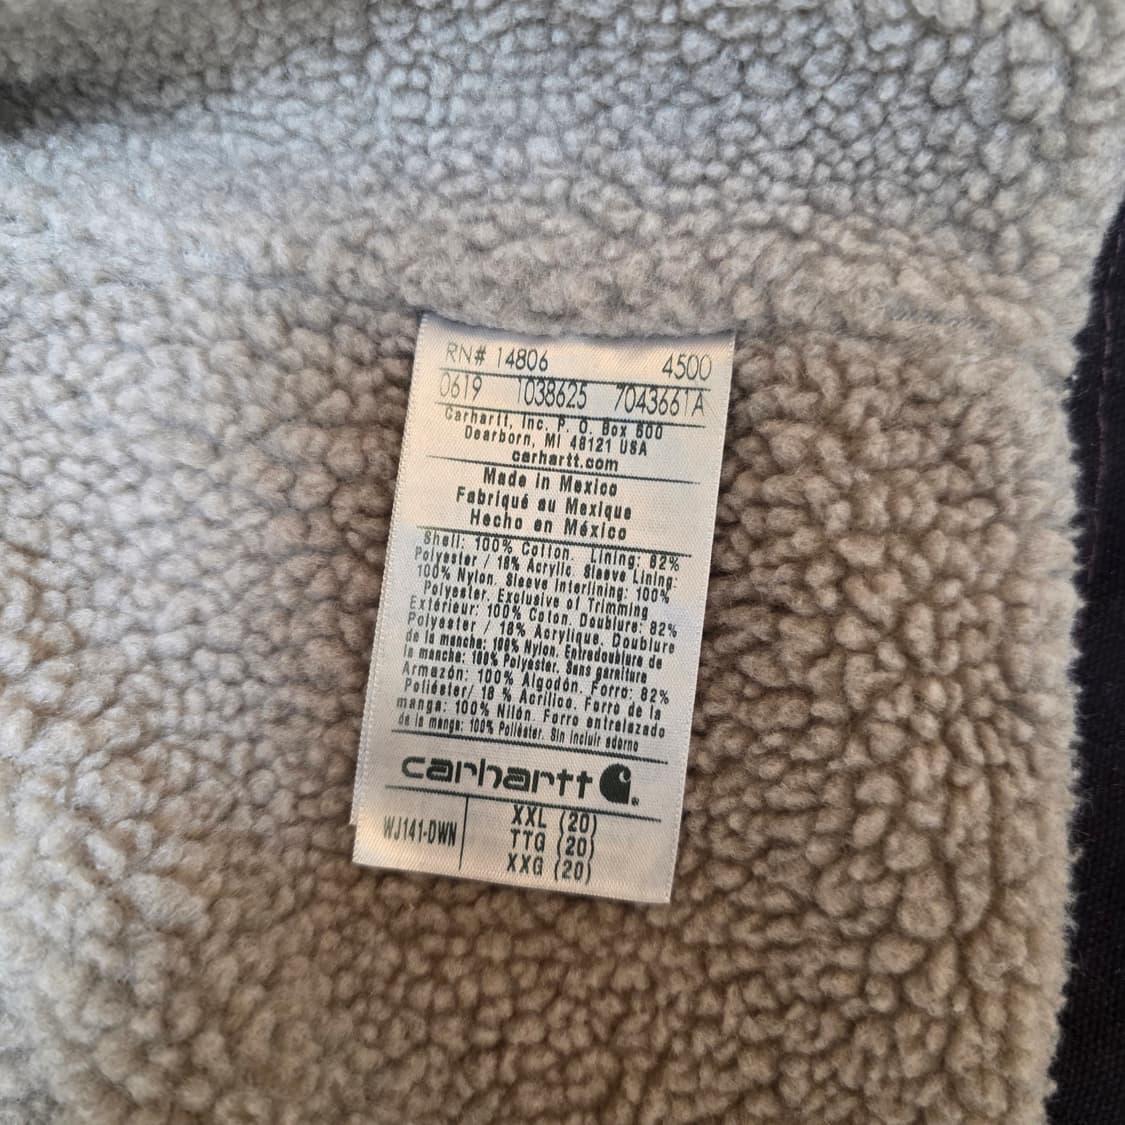 RN# 14806 4500
0619 1038625 7043661A
Carhartt, Inc. P. O. Box 600
Dearborn, MI 48121 USA
carhartt.com
Made in Mexico
Fabriqué au Mexique
Hecho en México
Shell: 100% Cotton. Lining: 82%
Polyester / 18% Acrylic. Sleeve Lining:
100% Nylon. Sleeve Interlining: 100%
Polyester. Exclusive of Trimming
Extérieur: 100% Coton. Doublure: 82%
Polyester / 18% Acrylique. Doublure
de la manche: 100% Nylon. Entredoublure de
la manche: 100% Polyester. Sans garniture
Armazón: 100% Algodón. Forro: 82%
Poliéster/ 18 % Acrílico. Forro de la
manga: 100% Nilón. Forro entrelazado
de la manga: 100% Poliéster. Sin incluir adorno
carhartt
WJ141-DWN
XXL (20)
TTG (20)
XXG (20)